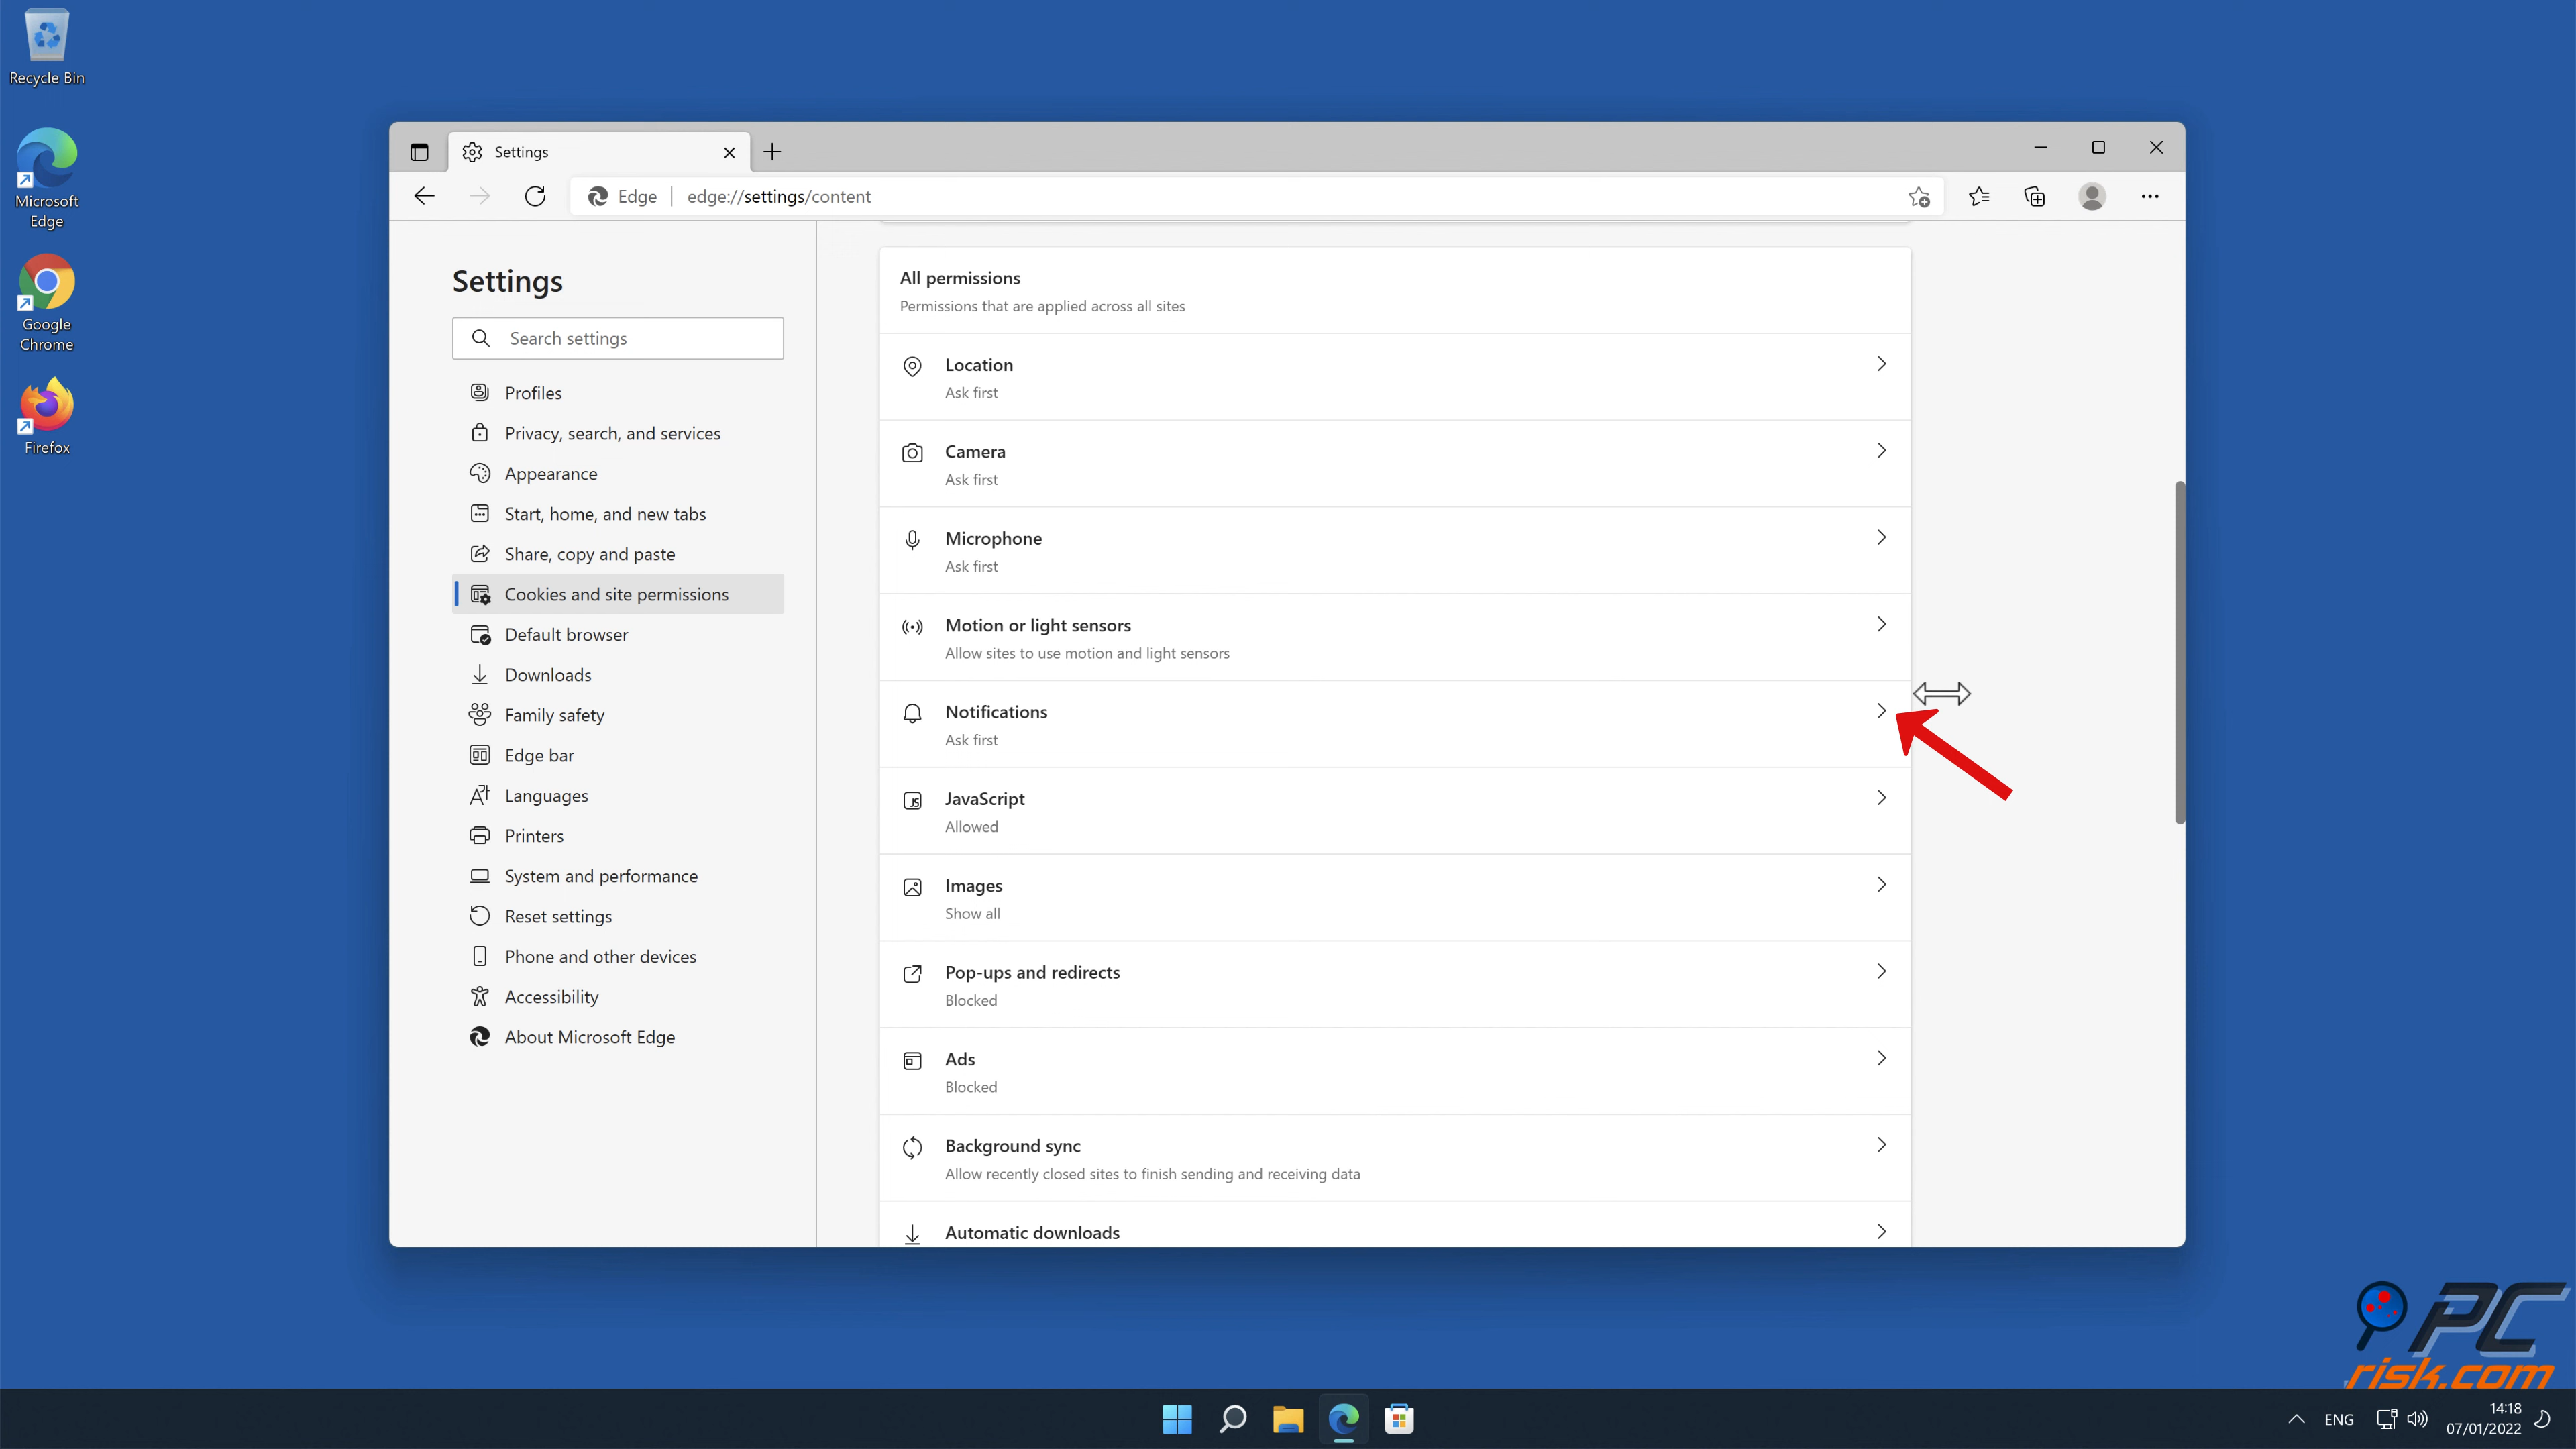 Recycle Bin
Microsoft
Edge
Google
Chrome
Firefox
Settings
Edge
edge://settings/content
Settings
Search settings
Profiles
Privacy, search, and services
Appearance
Start, home, and new tabs
Share, copy and paste
Cookies and site permissions
Default browser
Downloads
Family safety
Edge bar
Languages
Printers
System and performance
Reset settings
Phone and other devices
Accessibility
About Microsoft Edge
All permissions
Permissions that are applied across all sites
Location
Ask first
Camera
Ask first
Microphone
Ask first
Motion or light sensors
Allow sites to use motion and light sensors
Notifications
Ask first
JS
JavaScript
Allowed
Images
Show all
Pop-ups and redirects
Blocked
Ads
Blocked
Background sync
Allow recently closed sites to finish sending and receiving data
Automatic downloads
PC
risk.com
ENG
14:18
07/01/2022